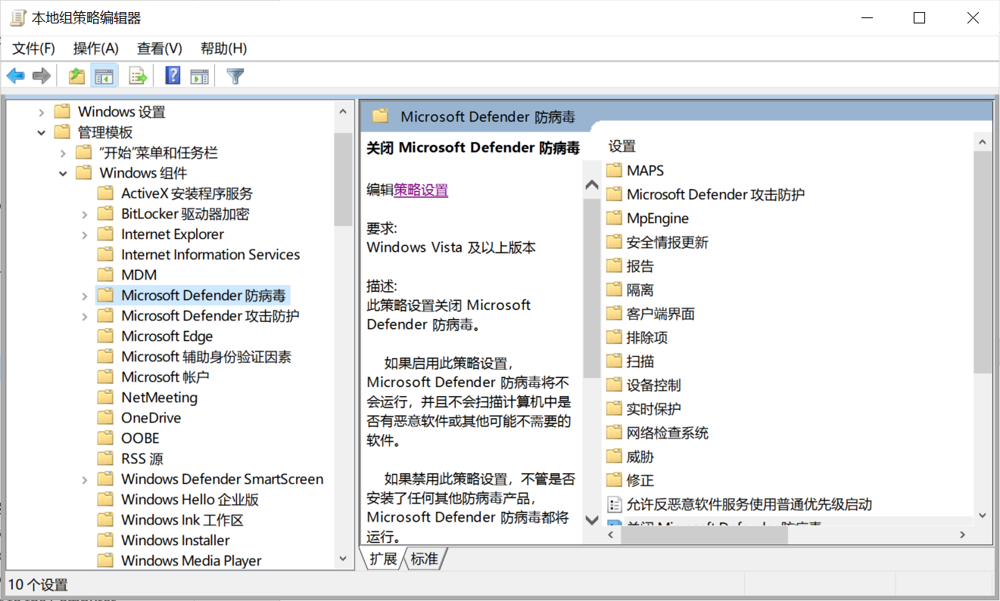 本地组策略编辑器
文件(F) 操作(A) 查看(V) 帮助(H)
Windows 设置
管理模板
“开始”菜单和任务栏
Windows 组件
ActiveX 安装程序服务
BitLocker 驱动器加密
Internet Explorer
Internet Information Services
MDM
Microsoft Defender 防病毒
Microsoft Defender 攻击防护
Microsoft Edge
Microsoft 辅助身份验证因素
Microsoft 帐户
NetMeeting
OneDrive
OOBE
RSS 源
Windows Defender SmartScreen
Windows Hello 企业版
Windows Ink 工作区
Windows Installer
Windows Media Player
Microsoft Defender 防病毒
关闭 Microsoft Defender 防病毒
编辑策略设置
要求:
Windows Vista 及以上版本
描述:
此策略设置关闭 Microsoft
Defender 防病毒。
如果启用此策略设置，
Microsoft Defender 防病毒将不
会运行，并且不会扫描计算机中是
否有恶意软件或其他可能不需要的
软件。
如果禁用此策略设置，不管是否
安装了任何其他防病毒产品，
Microsoft Defender 防病毒都将
运行。
设置
MAPS
Microsoft Defender 攻击防护
MpEngine
安全情报更新
报告
隔离
客户端界面
排除项
扫描
设备控制
实时保护
网络检查系统
威胁
修正
允许反恶意软件服务使用普通优先级启动
关闭 Microsoft Defender 防病毒
扩展 标准
10 个设置